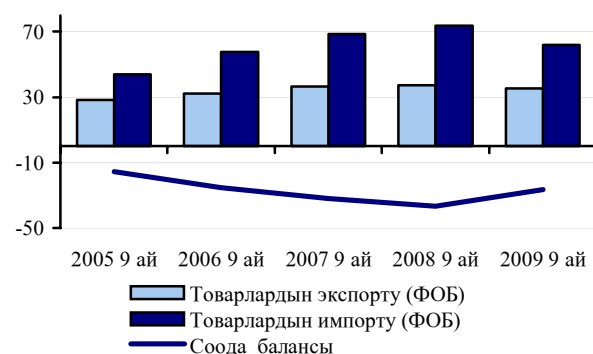 70
30
-10
-50
2005 9 ай 2006 9 ай 2007 9 ай 2008 9 ай 2009 9 ай
Товарлардын экспорту (ФОБ)
Товарлардын импорту (ФОБ)
Соода балансы